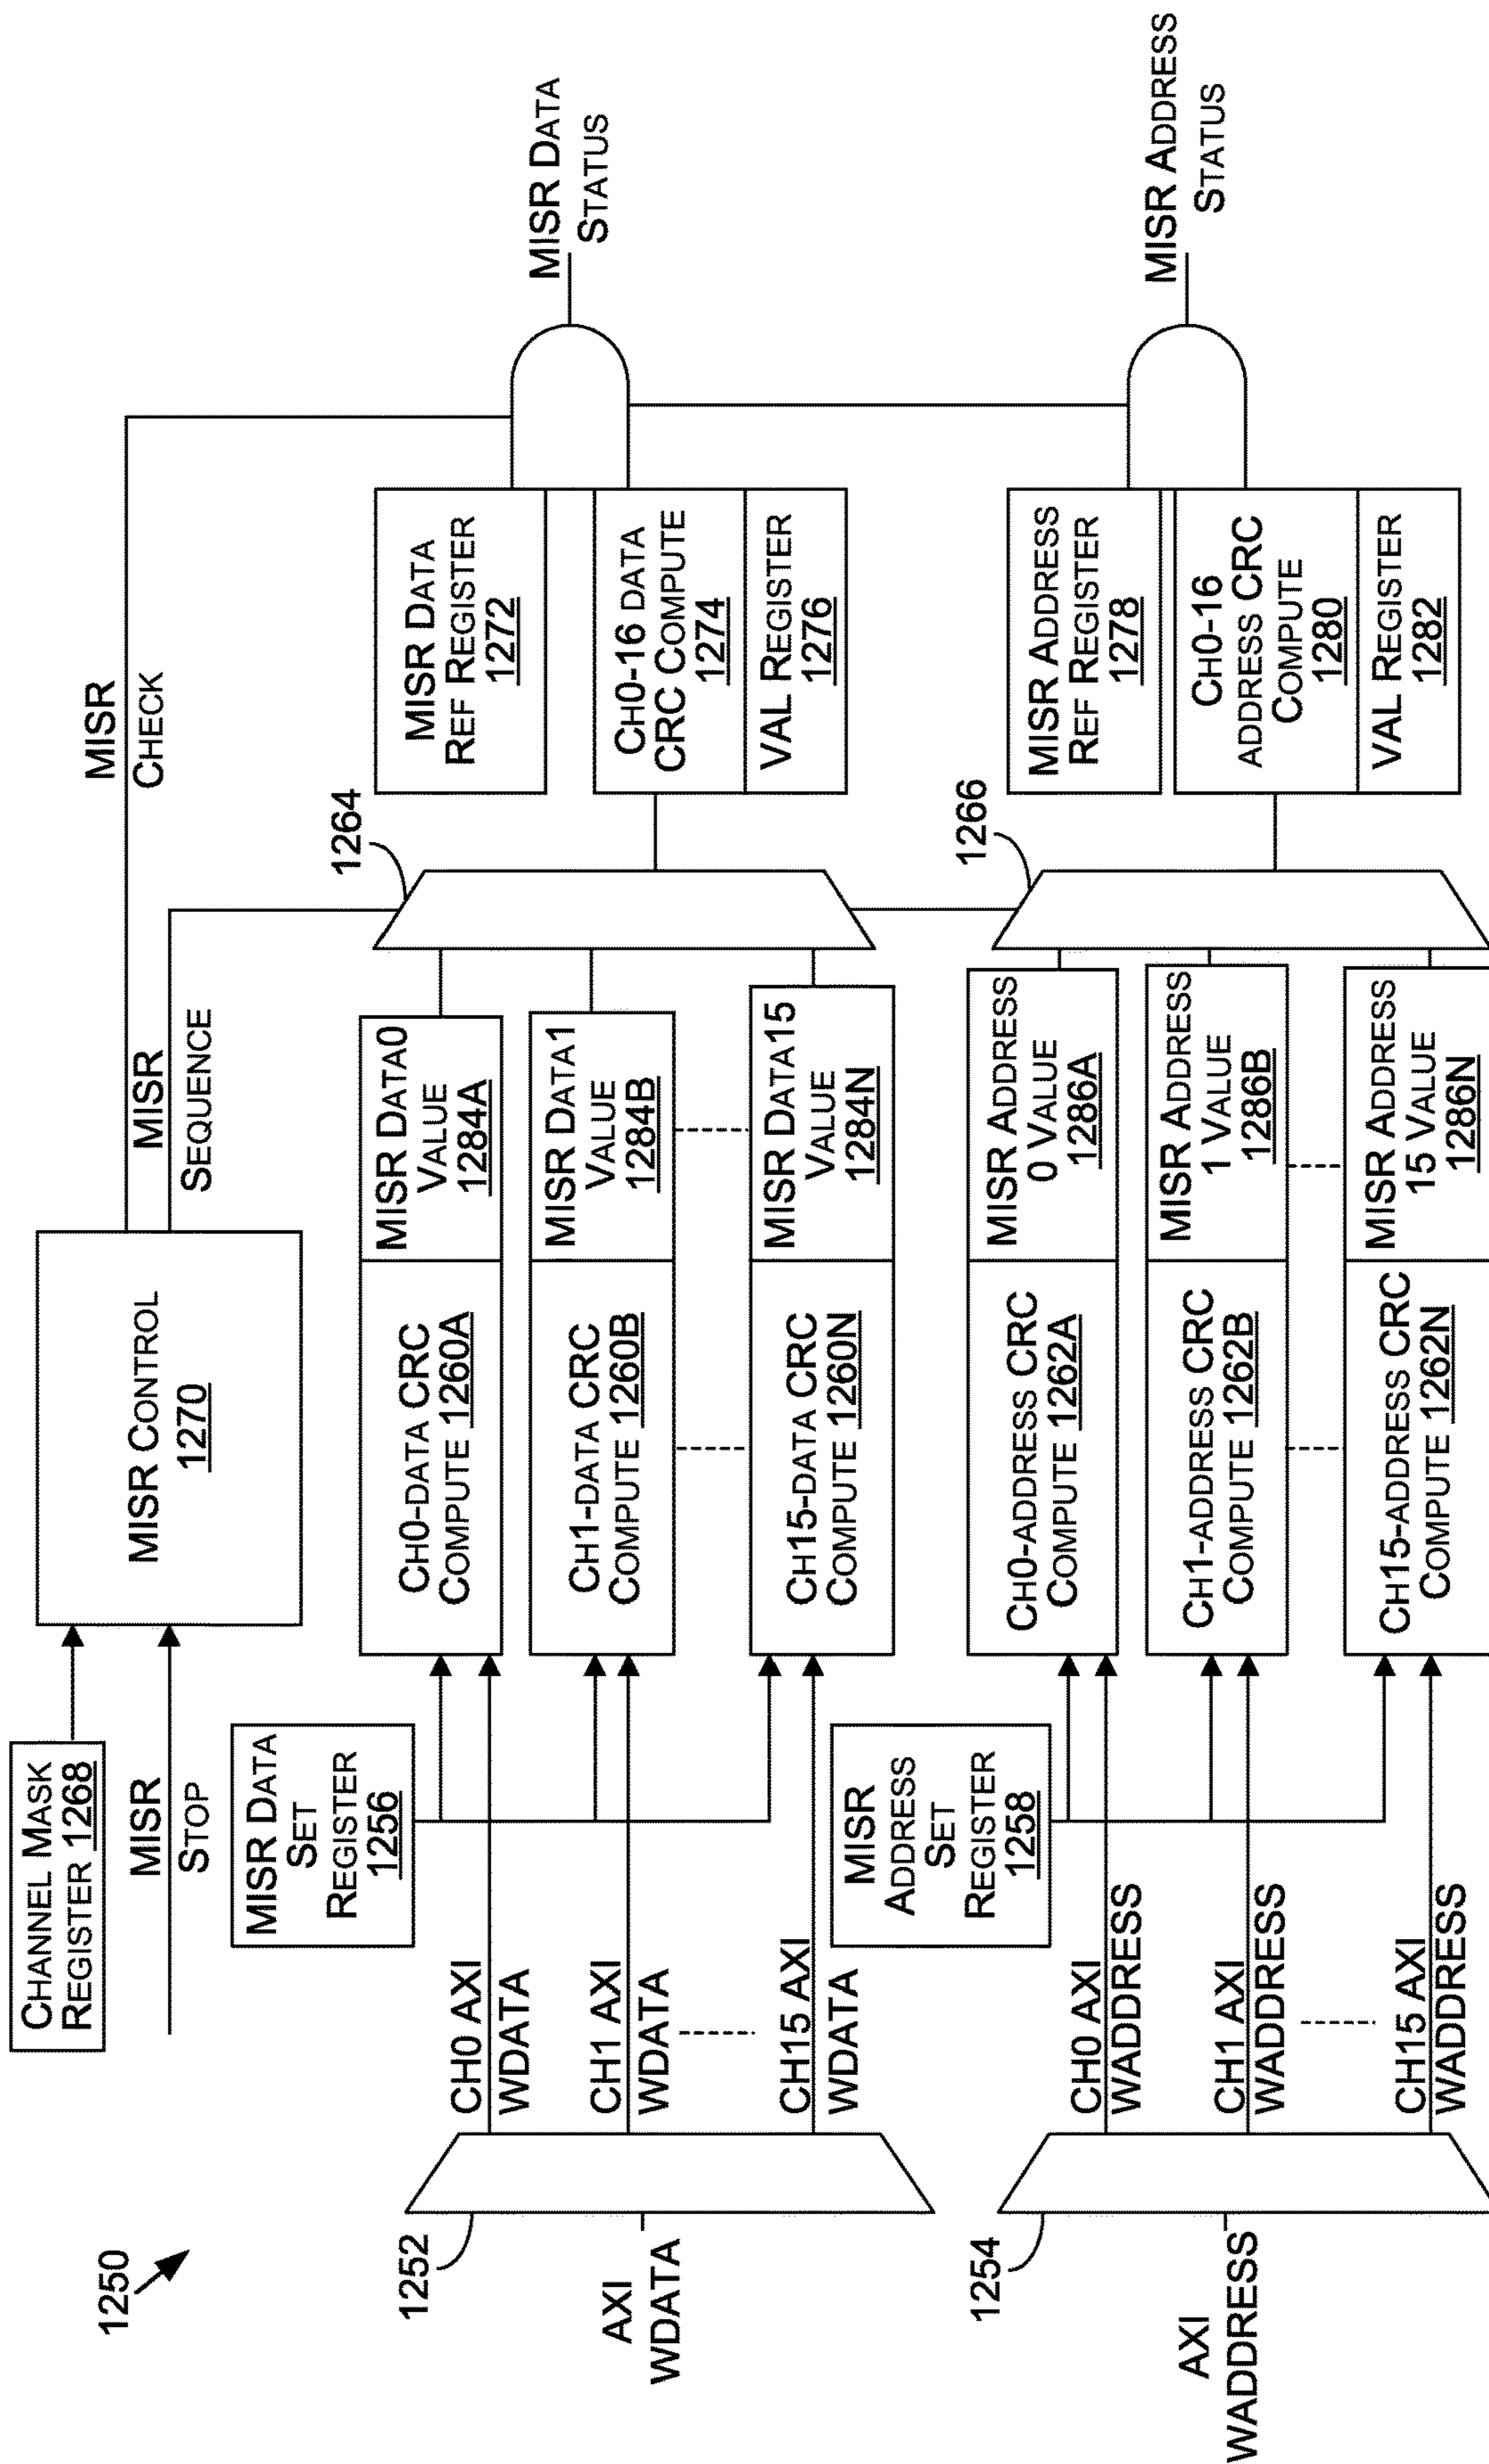 1250
CHANNEL MASK
REGISTER 1268
MISR
STOP
MISR CONTROL
1270
MISR
SEQUENCE
MISR
CHECK
AXI
WDATA
1252
CH0 AXI
WDATA
CH1 AXI
WDATA
CH15 AXI
WDATA
MISR DATA
SET
REGISTER
1256
CH0-DATA CRC
COMPUTE 1260A
MISR DATA0
VALUE
1284A
CH1-DATA CRC
COMPUTE 1260B
MISR DATA1
VALUE
1284B
CH15-DATA CRC
COMPUTE 1260N
MISR DATA15
VALUE
1284N
1264
MISR DATA
REF REGISTER
1272
CH0-16 DATA
CRC COMPUTE
1274
VAL REGISTER
1276
MISR DATA
STATUS
AXI
WADDRESS
1254
CH0 AXI
WADDRESS
CH1 AXI
WADDRESS
CH15 AXI
WADDRESS
MISR
ADDRESS
SET
REGISTER
1258
CH0-ADDRESS CRC
COMPUTE 1262A
MISR ADDRESS
0 VALUE
1286A
CH1-ADDRESS CRC
COMPUTE 1262B
MISR ADDRESS
1 VALUE
1286B
CH15-ADDRESS CRC
COMPUTE 1262N
MISR ADDRESS
15 VALUE
1286N
1266
MISR ADDRESS
REF REGISTER
1278
CH0-16
ADDRESS CRC
COMPUTE
1280
VAL REGISTER
1282
MISR ADDRESS
STATUS